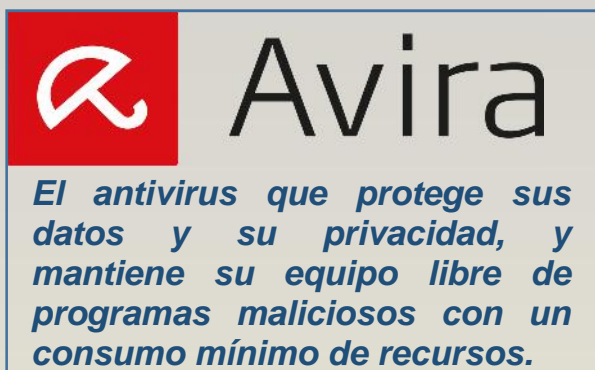 Avira
El antivirus que protege sus
datos y su privacidad, y
mantiene su equipo libre de
programas maliciosos con un
consumo mínimo de recursos.